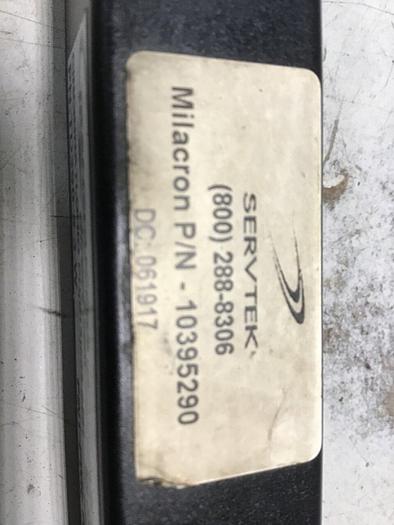 SERVTEK
(800) 288-8306
Milacron P/N - 10395290
DC: 061917